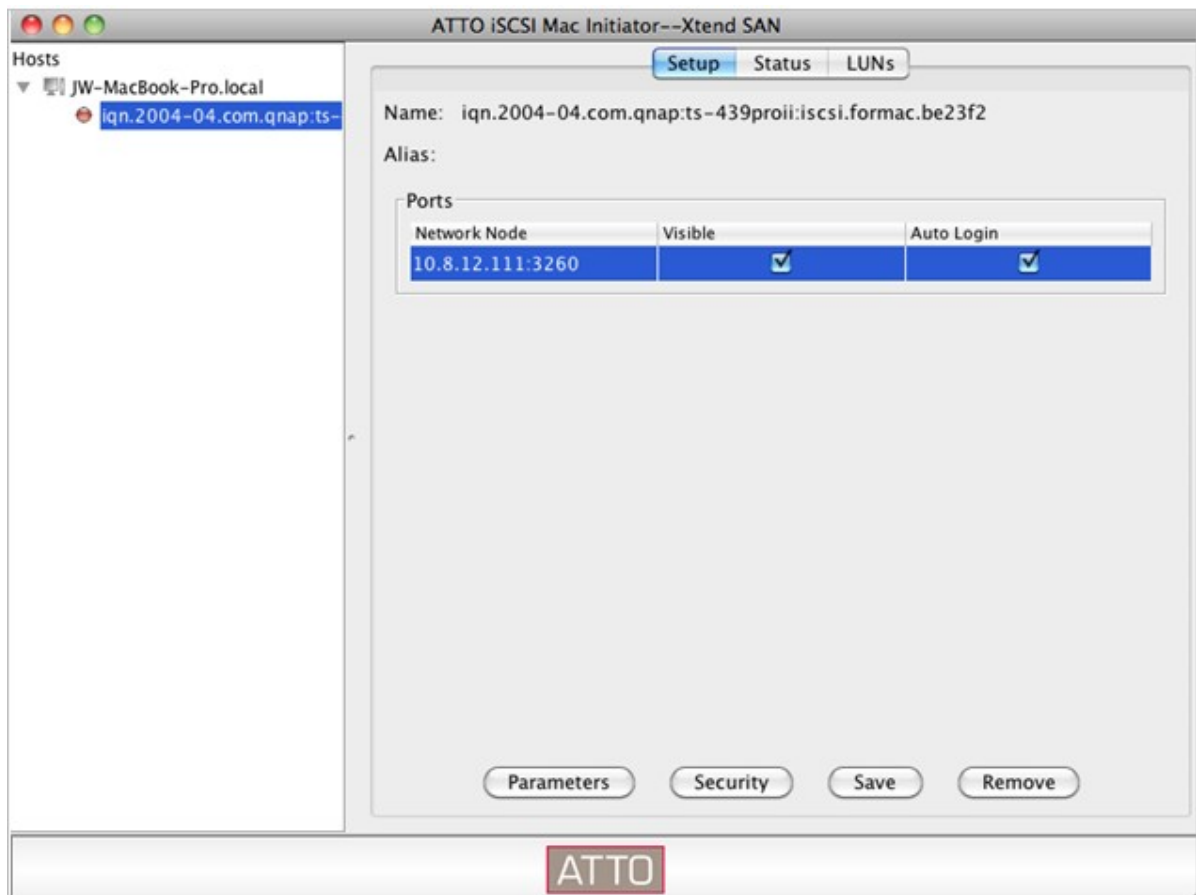 ATTO iSCSI Mac Initiator--Xtend SAN
Hosts
JW-MacBook-Pro.local
iqn.2004-04.com.qnap:ts-
Setup Status LUNs
Name: iqn.2004-04.com.qnap:ts-439proii:iscsi.formac.be23f2
Alias:
Ports
Network Node Visible Auto Login
10.8.12.111:3260
Parameters Security Save Remove
ATTO